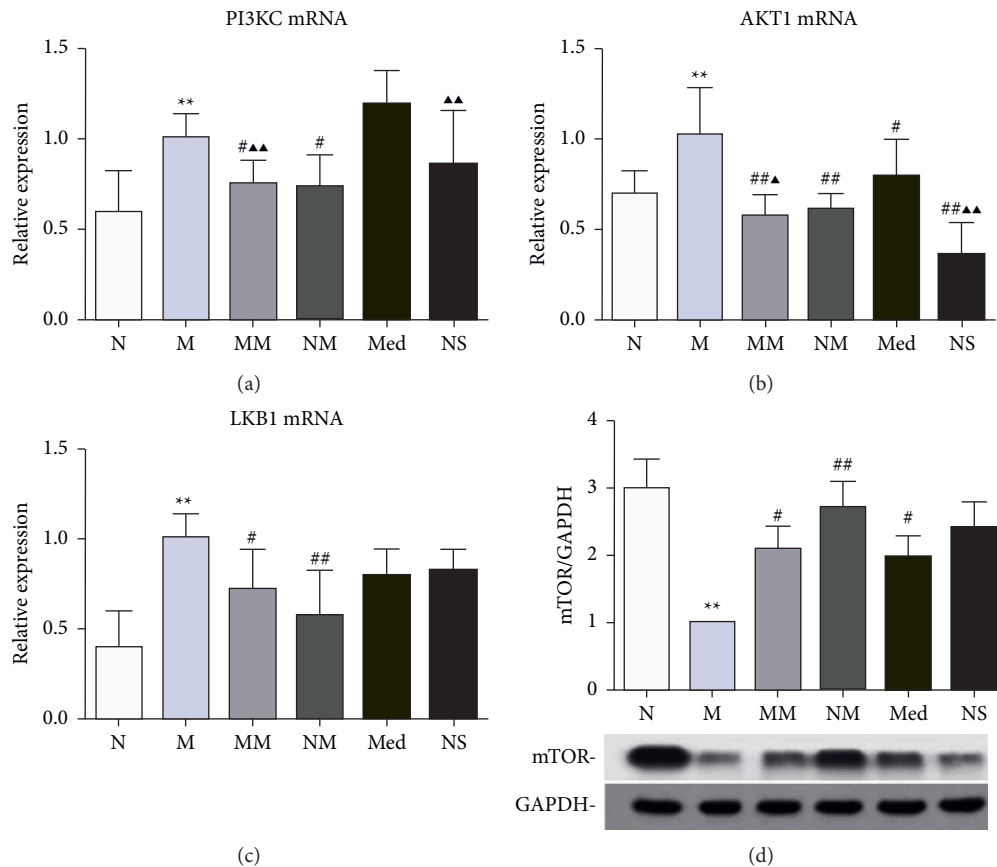 PI3KC mRNA
Relative expression
1.5
1.0
0.5
0.0
**
#▲▲
#
▲▲
N M MM NM Med NS
(a)
AKT1 mRNA
Relative expression
1.5
1.0
0.5
0.0
**
##▲
##
#
##▲▲
N M MM NM Med NS
(b)
LKB1 mRNA
Relative expression
1.5
1.0
0.5
0.0
**
#
##
N M MM NM Med NS
(c)
mTOR/GAPDH
4
3
2
1
0
**
#
##
#
N M MM NM Med NS
mTOR-
GAPDH-
(d)